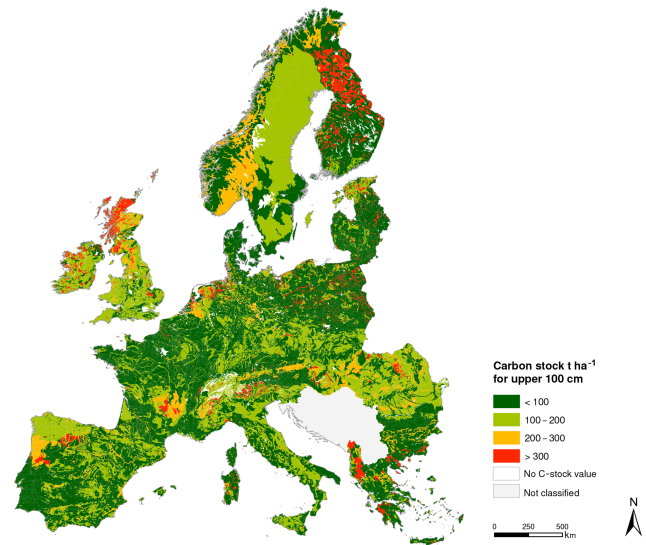 Carbon stock t ha-1
for upper 100 cm
< 100
100–200
200–300
> 300
No C-stock value
Not classified
N
0 250 500
km